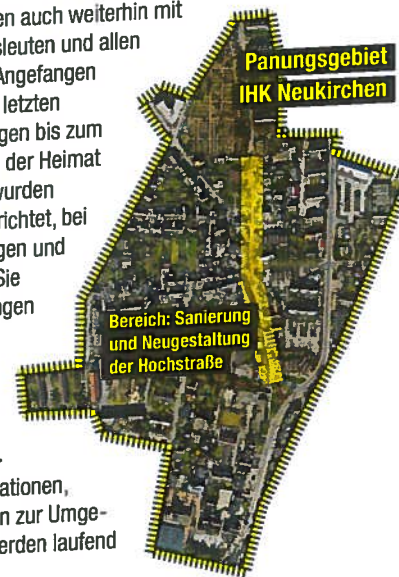 en auch weiterhin mit
sleuten und allen
Angefangen
letzten
gen bis zum
der Heimat
wurden
richtet, bei
gen und
Sie
ngen
ationen,
n zur Umge-
erden laufend
Panungsgebiet
IHK Neukirchen
Bereich: Sanierung
und Neugestaltung
der Hochstraße